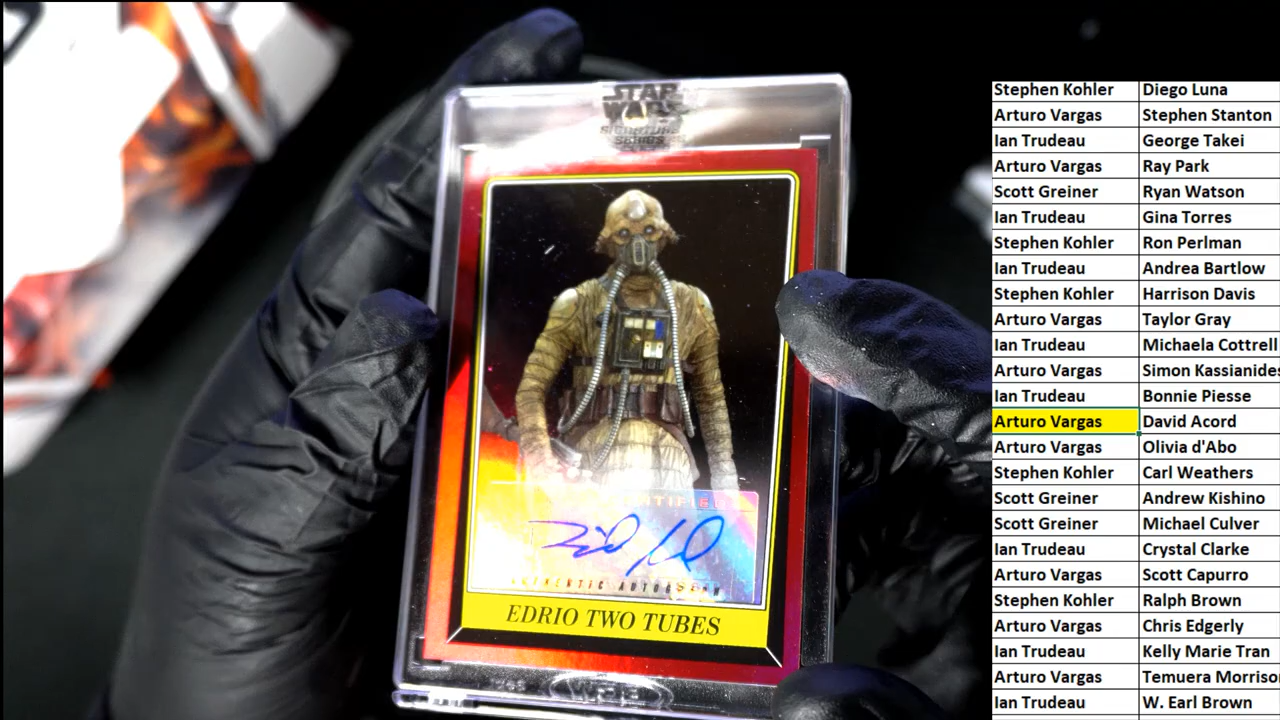 STAR
WARS
SIGNATURE
SERIES
AUTHENTIC AUTOGRAPH
EDRIO TWO TUBES
Stephen Kohler Diego Luna
Arturo Vargas Stephen Stanton
Ian Trudeau George Takei
Arturo Vargas Ray Park
Scott Greiner Ryan Watson
Ian Trudeau Gina Torres
Stephen Kohler Ron Perlman
Ian Trudeau Andrea Bartlow
Stephen Kohler Harrison Davis
Arturo Vargas Taylor Gray
Ian Trudeau Michaela Cottrell
Arturo Vargas Simon Kassianides
Ian Trudeau Bonnie Piesse
Arturo Vargas David Acord
Arturo Vargas Olivia d'Abo
Stephen Kohler Carl Weathers
Scott Greiner Andrew Kishino
Scott Greiner Michael Culver
Ian Trudeau Crystal Clarke
Arturo Vargas Scott Capurro
Stephen Kohler Ralph Brown
Arturo Vargas Chris Edgerly
Ian Trudeau Kelly Marie Tran
Arturo Vargas Temuera Morriso
Ian Trudeau W. Earl Brown